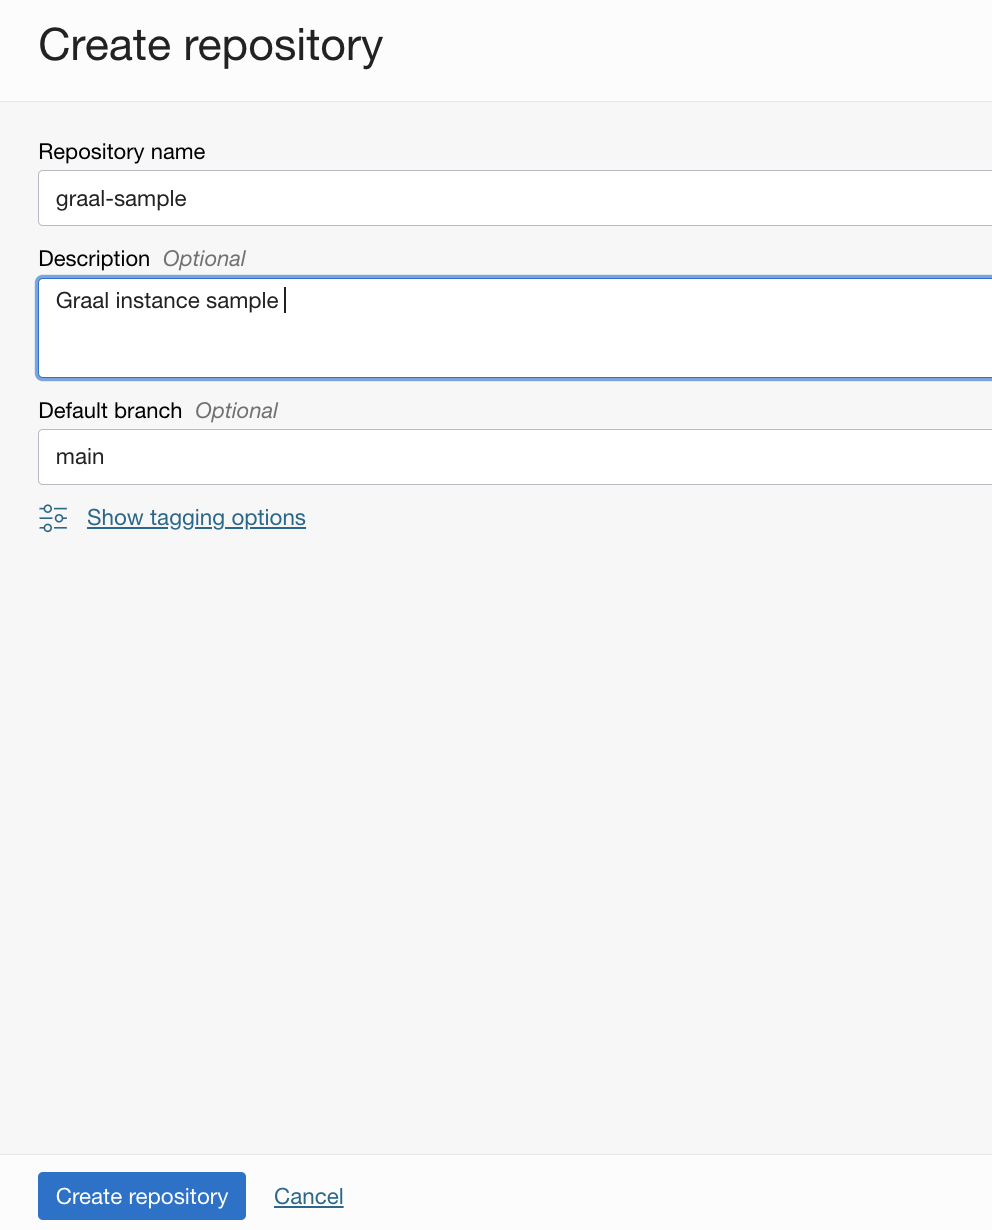 Create repository
Repository name
graal-sample
Description Optional
Graal instance sample
Default branch Optional
main
Show tagging options
Create repository Cancel